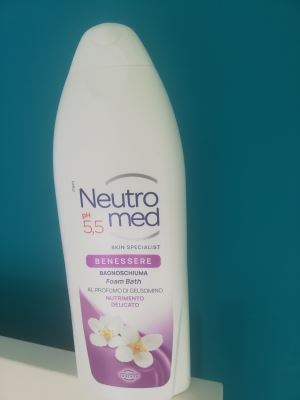 Neutro
pH
5,5
med
SKIN SPECIALIST
BENESSERE
BAGNOSCHIUMA
Foam Bath
AL PROFUMO DI GELSOMINO
NUTRIMENTO
DELICATO